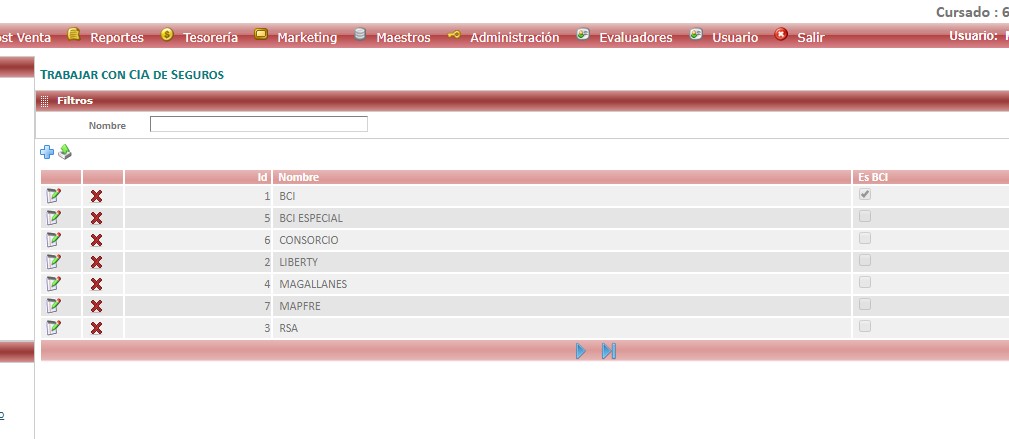 Cursado : 6
ost Venta Reportes Tesorería Marketing Maestros Administración Evaluadores Usuario Salir Usuario:
TRABAJAR CON CIA DE SEGUROS
Filtros
Nombre
Id Nombre Es BCI
1 BCI
5 BCI ESPECIAL
6 CONSORCIO
2 LIBERTY
4 MAGALLANES
7 MAPFRE
3 RSA
o